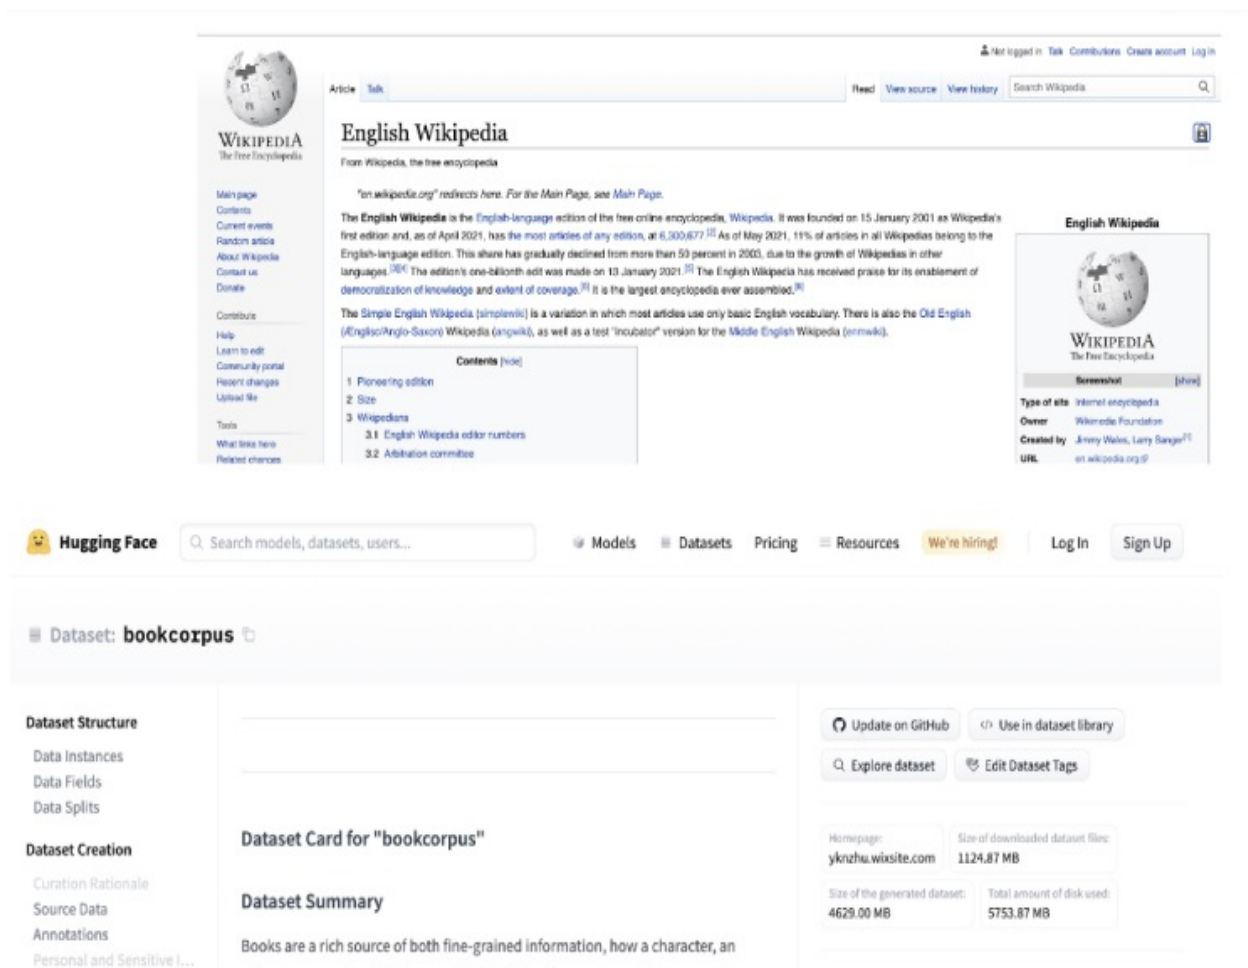 Not logged in Talk Contributions Create account Log in
Article Talk
Read View source View history Search Wikipedia
WIKIPEDIA
The Free Encyclopedia
English Wikipedia
From Wikipedia, the free encyclopedia
"en.wikipedia.org" redirects here. For the Main Page, see Main Page.
The English Wikipedia is the English-language edition of the free online encyclopedia, Wikipedia. It was founded on 15 January 2001 as Wikipedia's
first edition and, as of April 2021, has the most articles of any edition, at 6,300,677.[2] As of May 2021, 11% of articles in all Wikipedias belong to the
English-language edition. This share has gradually declined from more than 50 percent in 2003, due to the growth of Wikipedias in other
languages.[3][4] The edition's one-billionth edit was made on 13 January 2021.[5] The English Wikipedia has received praise for its enablement of
democratization of knowledge and extent of coverage.[6] It is the largest encyclopedia ever assembled.[6]
The Simple English Wikipedia (simplewiki) is a variation in which most articles use only basic English vocabulary. There is also the Old English
(Ænglisc/Anglo-Saxon) Wikipedia (angwiki), as well as a test "Incubator" version for the Middle English Wikipedia (enmwiki).
Main page
Contents
Current events
Random article
About Wikipedia
Contact us
Donate
Contribute
Help
Learn to edit
Community portal
Recent changes
Upload file
Tools
What links here
Related changes
Contents [hide]
1 Pioneering edition
2 Size
3 Wikipedians
3.1 English Wikipedia editor numbers
3.2 Arbitration committee
English Wikipedia
WIKIPEDIA
The Free Encyclopedia
Screenshot [show]
Type of site Internet encyclopedia
Owner Wikimedia Foundation
Created by Jimmy Wales, Larry Sanger[1]
URL en.wikipedia.org
Hugging Face Search models, datasets, users... Models Datasets Pricing Resources We're hiring! Log In Sign Up
Dataset: bookcorpus
Dataset Structure
Data Instances
Data Fields
Data Splits
Dataset Creation
Curation Rationale
Source Data
Annotations
Personal and Sensitive I...
Dataset Card for "bookcorpus"
Dataset Summary
Books are a rich source of both fine-grained information, how a character, an
Update on GitHub Use in dataset library
Explore dataset Edit Dataset Tags
Homepage: Size of downloaded dataset files:
yknzhu.wixsite.com 1124.87 MB
Size of the generated dataset: Total amount of disk used:
4629.00 MB 5753.87 MB